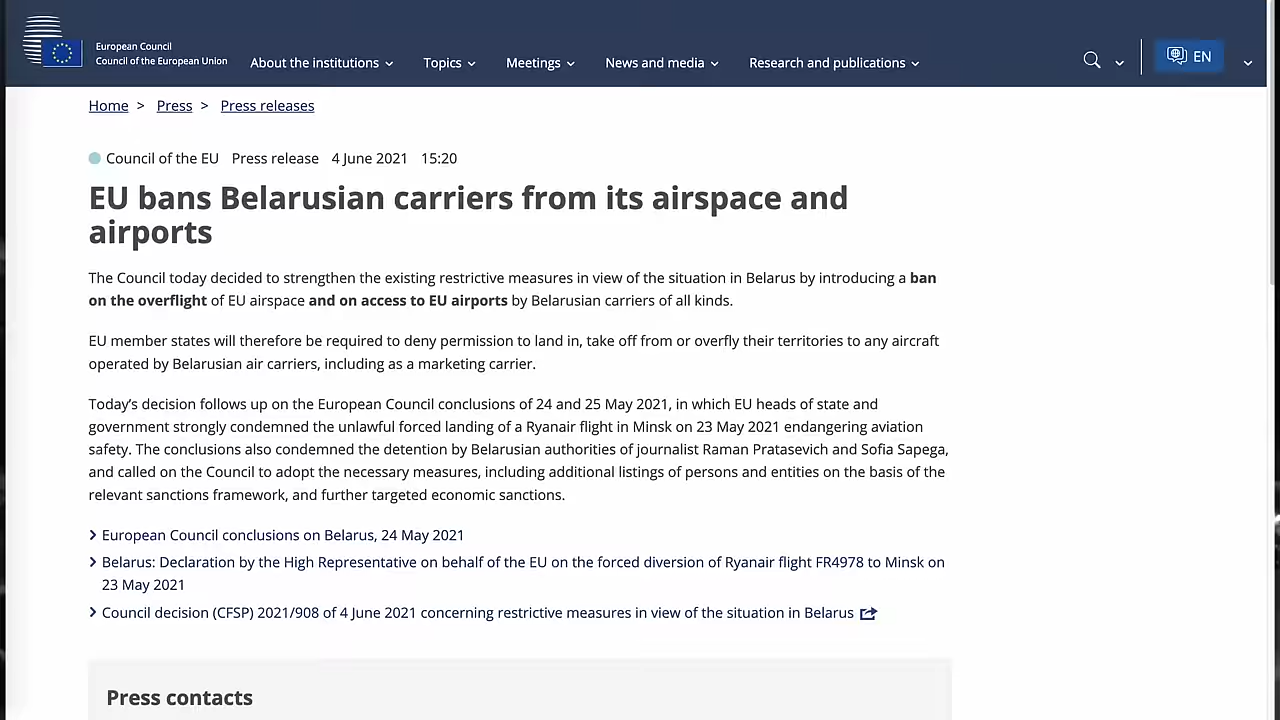 European Council
Council of the European Union
About the institutions
Topics
Meetings
News and media
Research and publications
EN
Home > Press > Press releases
Council of the EU Press release 4 June 2021 15:20
EU bans Belarusian carriers from its airspace and
airports
The Council today decided to strengthen the existing restrictive measures in view of the situation in Belarus by introducing a ban
on the overflight of EU airspace and on access to EU airports by Belarusian carriers of all kinds.
EU member states will therefore be required to deny permission to land in, take off from or overfly their territories to any aircraft
operated by Belarusian air carriers, including as a marketing carrier.
Today's decision follows up on the European Council conclusions of 24 and 25 May 2021, in which EU heads of state and
government strongly condemned the unlawful forced landing of a Ryanair flight in Minsk on 23 May 2021 endangering aviation
safety. The conclusions also condemned the detention by Belarusian authorities of journalist Raman Pratasevich and Sofia Sapega,
and called on the Council to adopt the necessary measures, including additional listings of persons and entities on the basis of the
relevant sanctions framework, and further targeted economic sanctions.
European Council conclusions on Belarus, 24 May 2021
Belarus: Declaration by the High Representative on behalf of the EU on the forced diversion of Ryanair flight FR4978 to Minsk on
23 May 2021
Council decision (CFSP) 2021/908 of 4 June 2021 concerning restrictive measures in view of the situation in Belarus
Press contacts